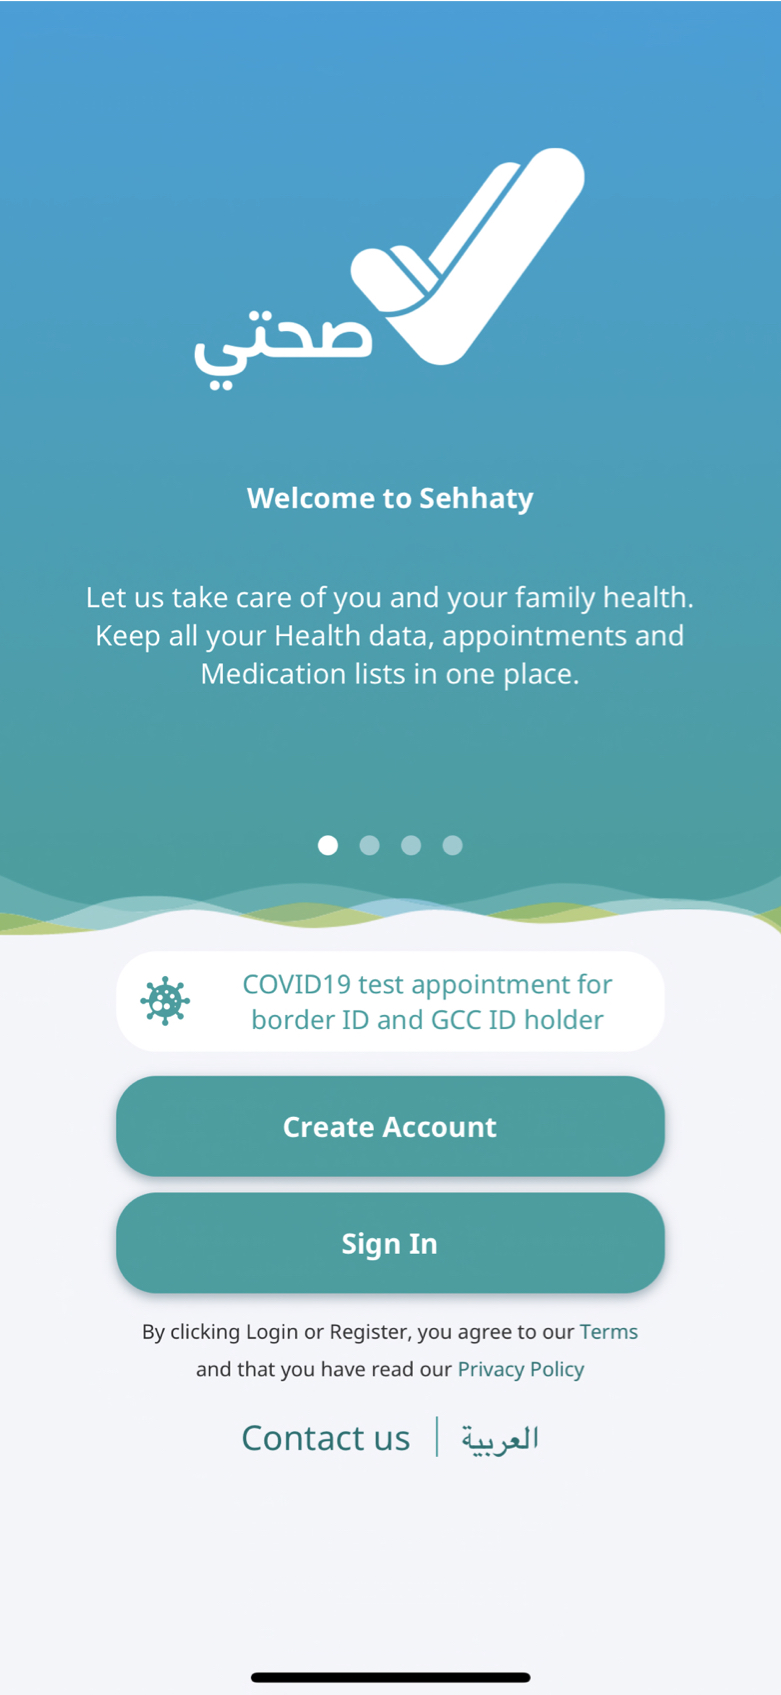 صحتي
Welcome to Sehhaty
Let us take care of you and your family health.
Keep all your Health data, appointments and
Medication lists in one place.
COVID19 test appointment for
border ID and GCC ID holder
Create Account
Sign In
By clicking Login or Register, you agree to our Terms
and that you have read our Privacy Policy
Contact us | العربية